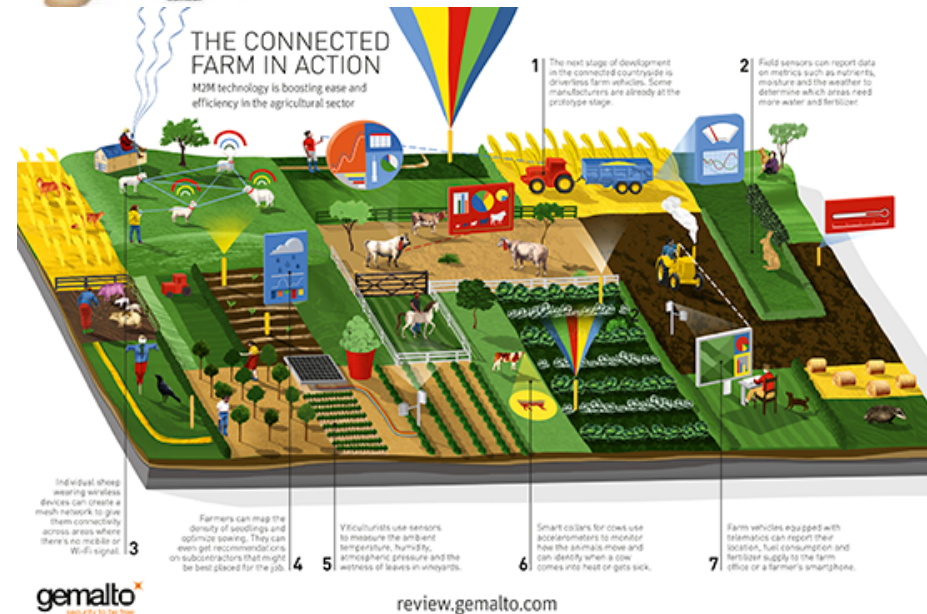 THE CONNECTED
FARM IN ACTION
M2M technology is boosting ease and
efficiency in the agricultural sector
1
The next stage of development
in the connected countryside is
driverless farm vehicles. Some
manufacturers are already at the
prototype stage.
2
Field sensors can report data
on metrics such as nutrients,
moisture and the weather to
determine which areas need
more water and fertilizer.
Individual sheep
wearing wireless
devices can create a
mesh network to give
them connectivity
across areas where
there's no mobile or
Wi-Fi signal.
3
Farmers can map the
density of seedlings and
optimize sowing. They can
even get recommendations
on subcontractors that might
be best placed for the job.
4
5
Viticulturists use sensors
to measure the ambient
temperature, humidity,
atmospheric pressure and the
wetness of leaves in vineyards.
6
Smart collars for cows use
accelerometers to monitor
how the animals move and
can identify when a cow
comes into heat or gets sick.
7
Farm vehicles equipped with
telematics can report their
location, fuel consumption and
fertilizer supply to the farm
office or a farmer's smartphone.
gemalto
security to be free
review.gemalto.com